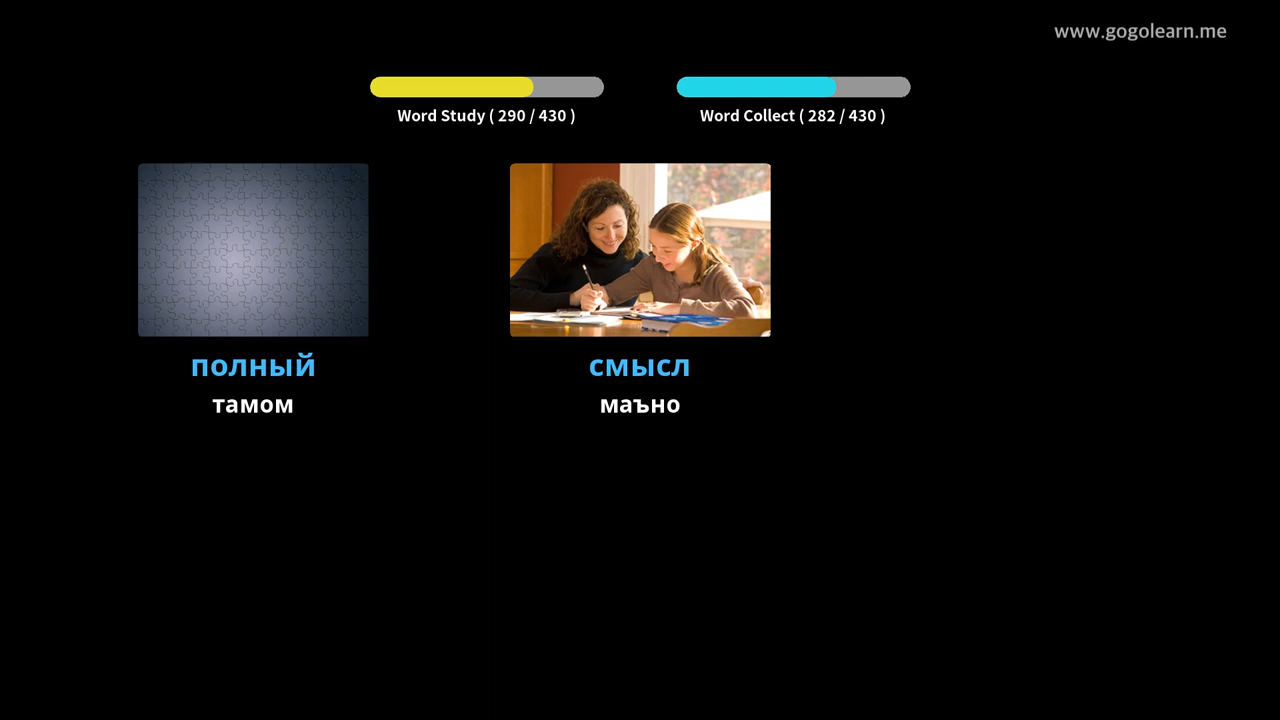 www.gogolearn.me
Word Study ( 290 / 430 )
Word Collect ( 282 / 430 )
полный
тамом
смысл
маъно